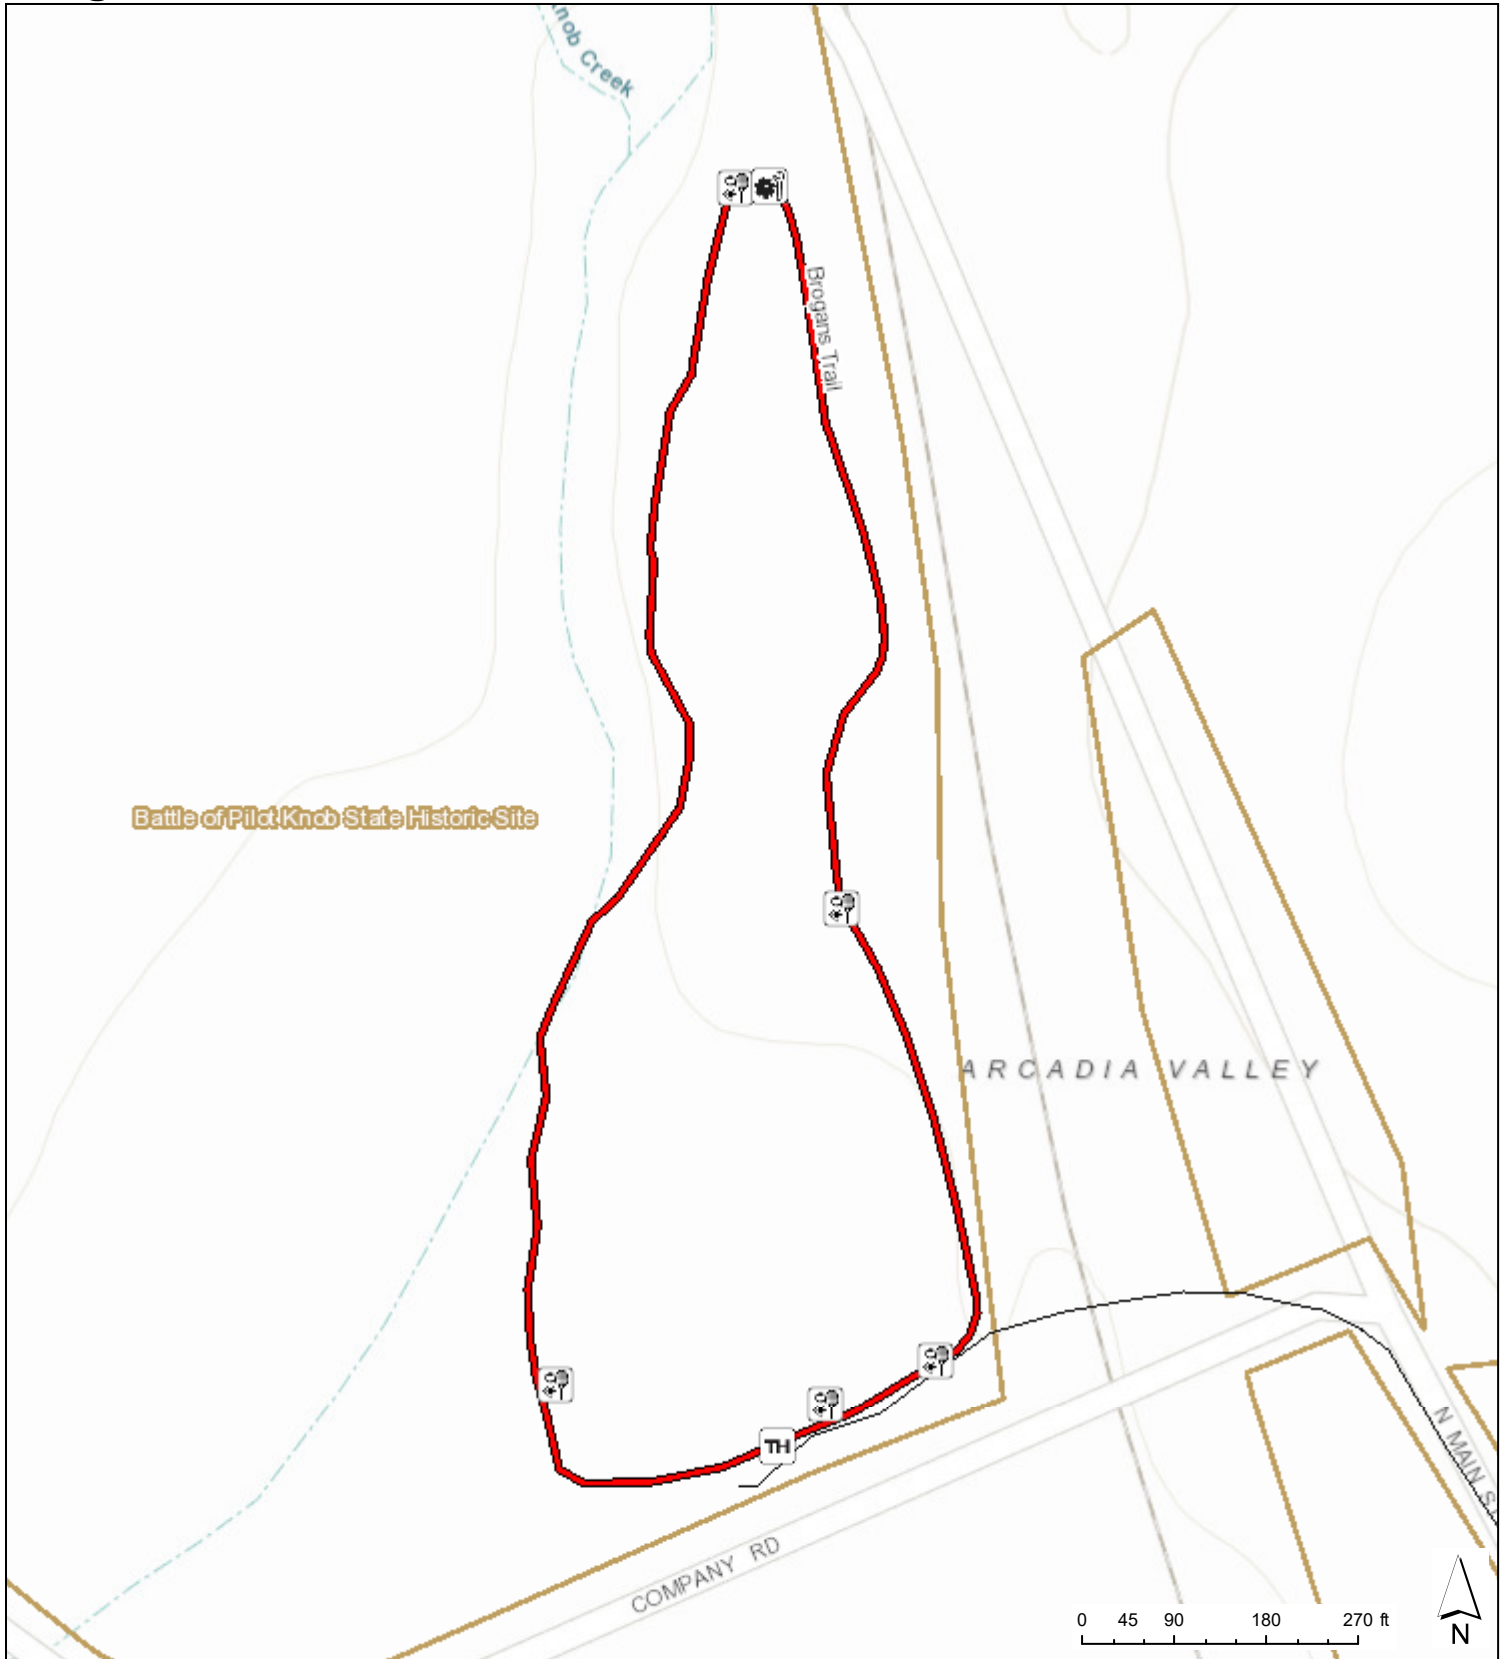 Knob Creek
Brogans Trail
Battle of Pilot Knob State Historic Site
ARCADIA VALLEY
TH
N MAIN S
COMPANY RD
0 45 90 180 270 ft
N